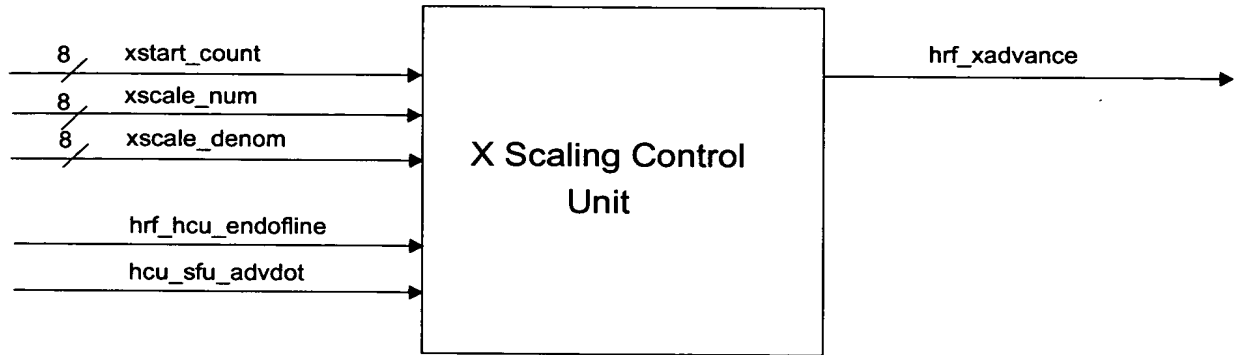 8 xstart_count
hrf_xadvance
8 xscale_num
8 xscale_denom
X Scaling Control
Unit
hrf_hcu_endofline
hcu_sfu_advdot